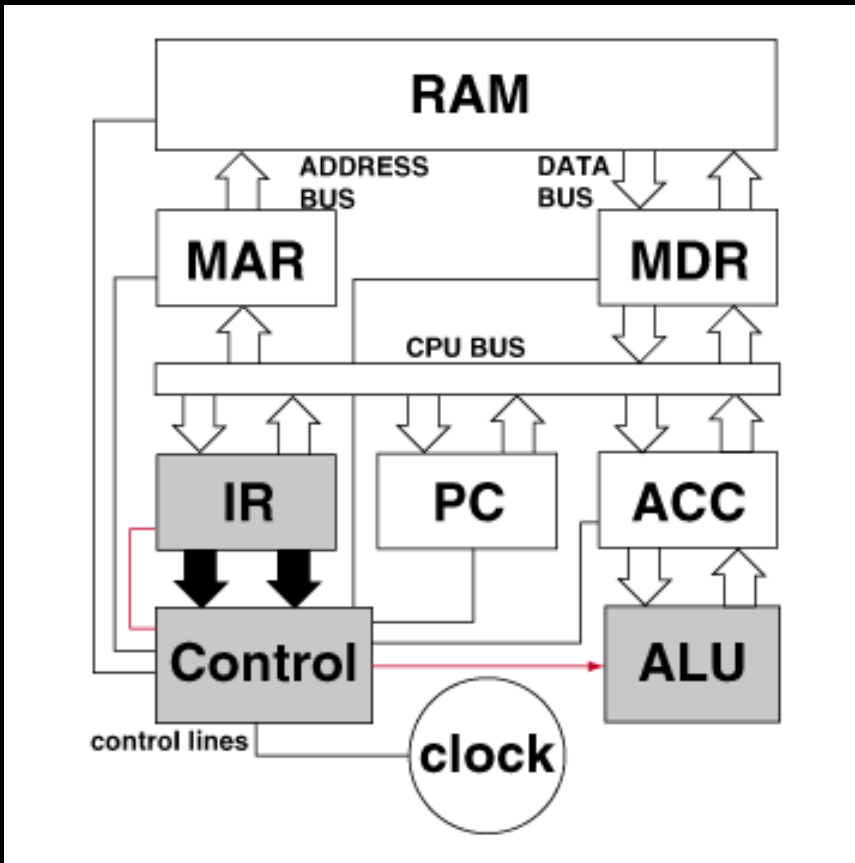 RAM
ADDRESS
BUS
DATA
BUS
MAR
MDR
CPU BUS
IR
PC
ACC
Control
ALU
control lines
clock